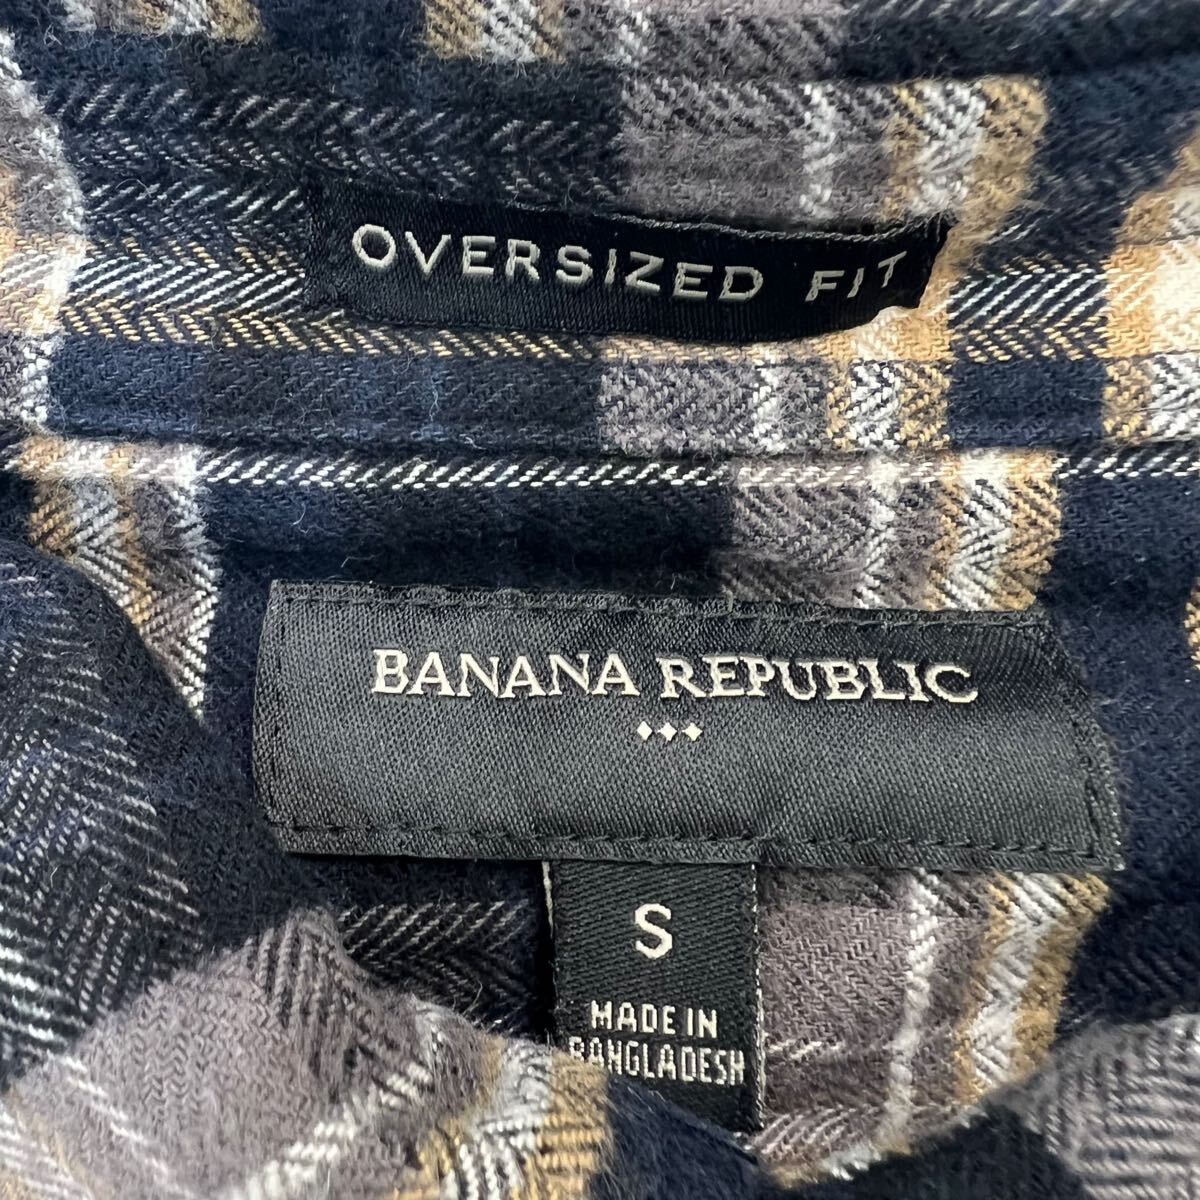 OVERSIZED FIT
BANANA REPUBLIC
S
MADE IN
BANGLADESH